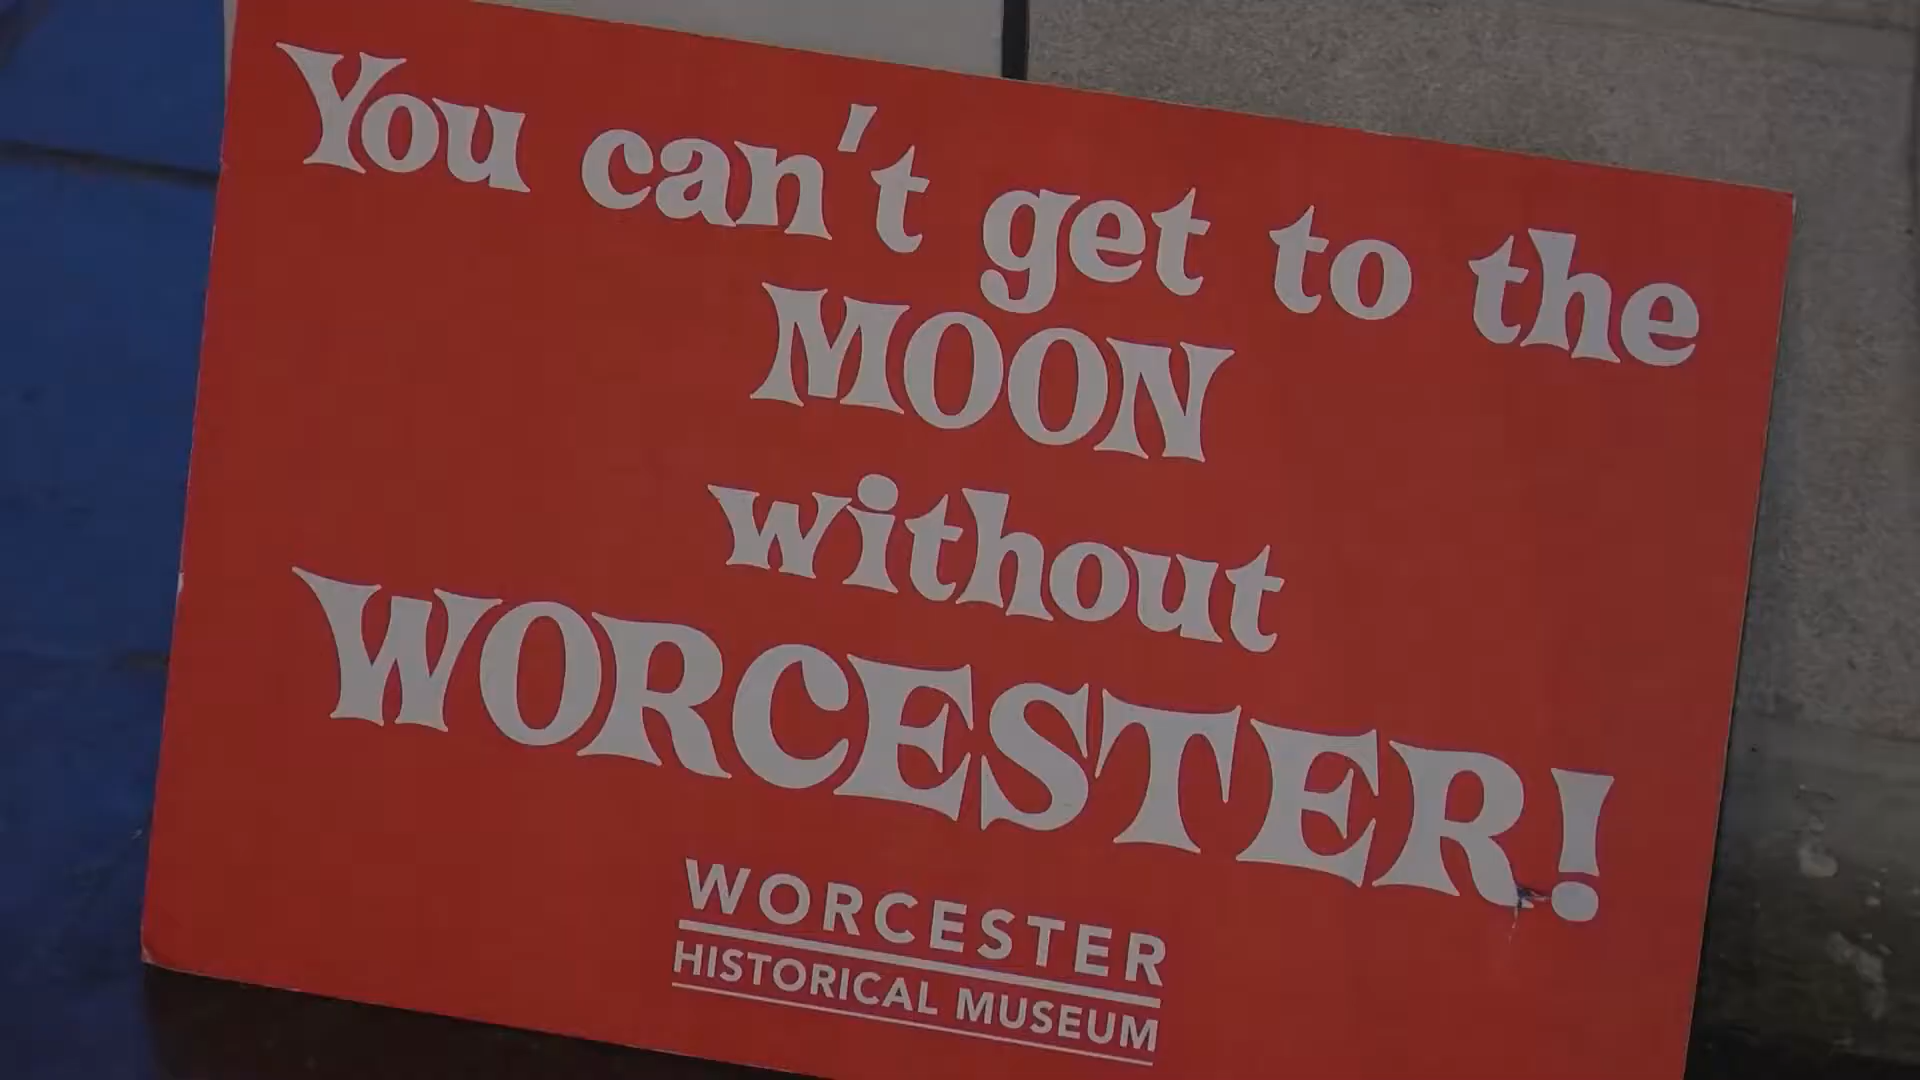 You can't get to the
MOON
without
WORCESTER!
WORCESTER
HISTORICAL MUSEUM